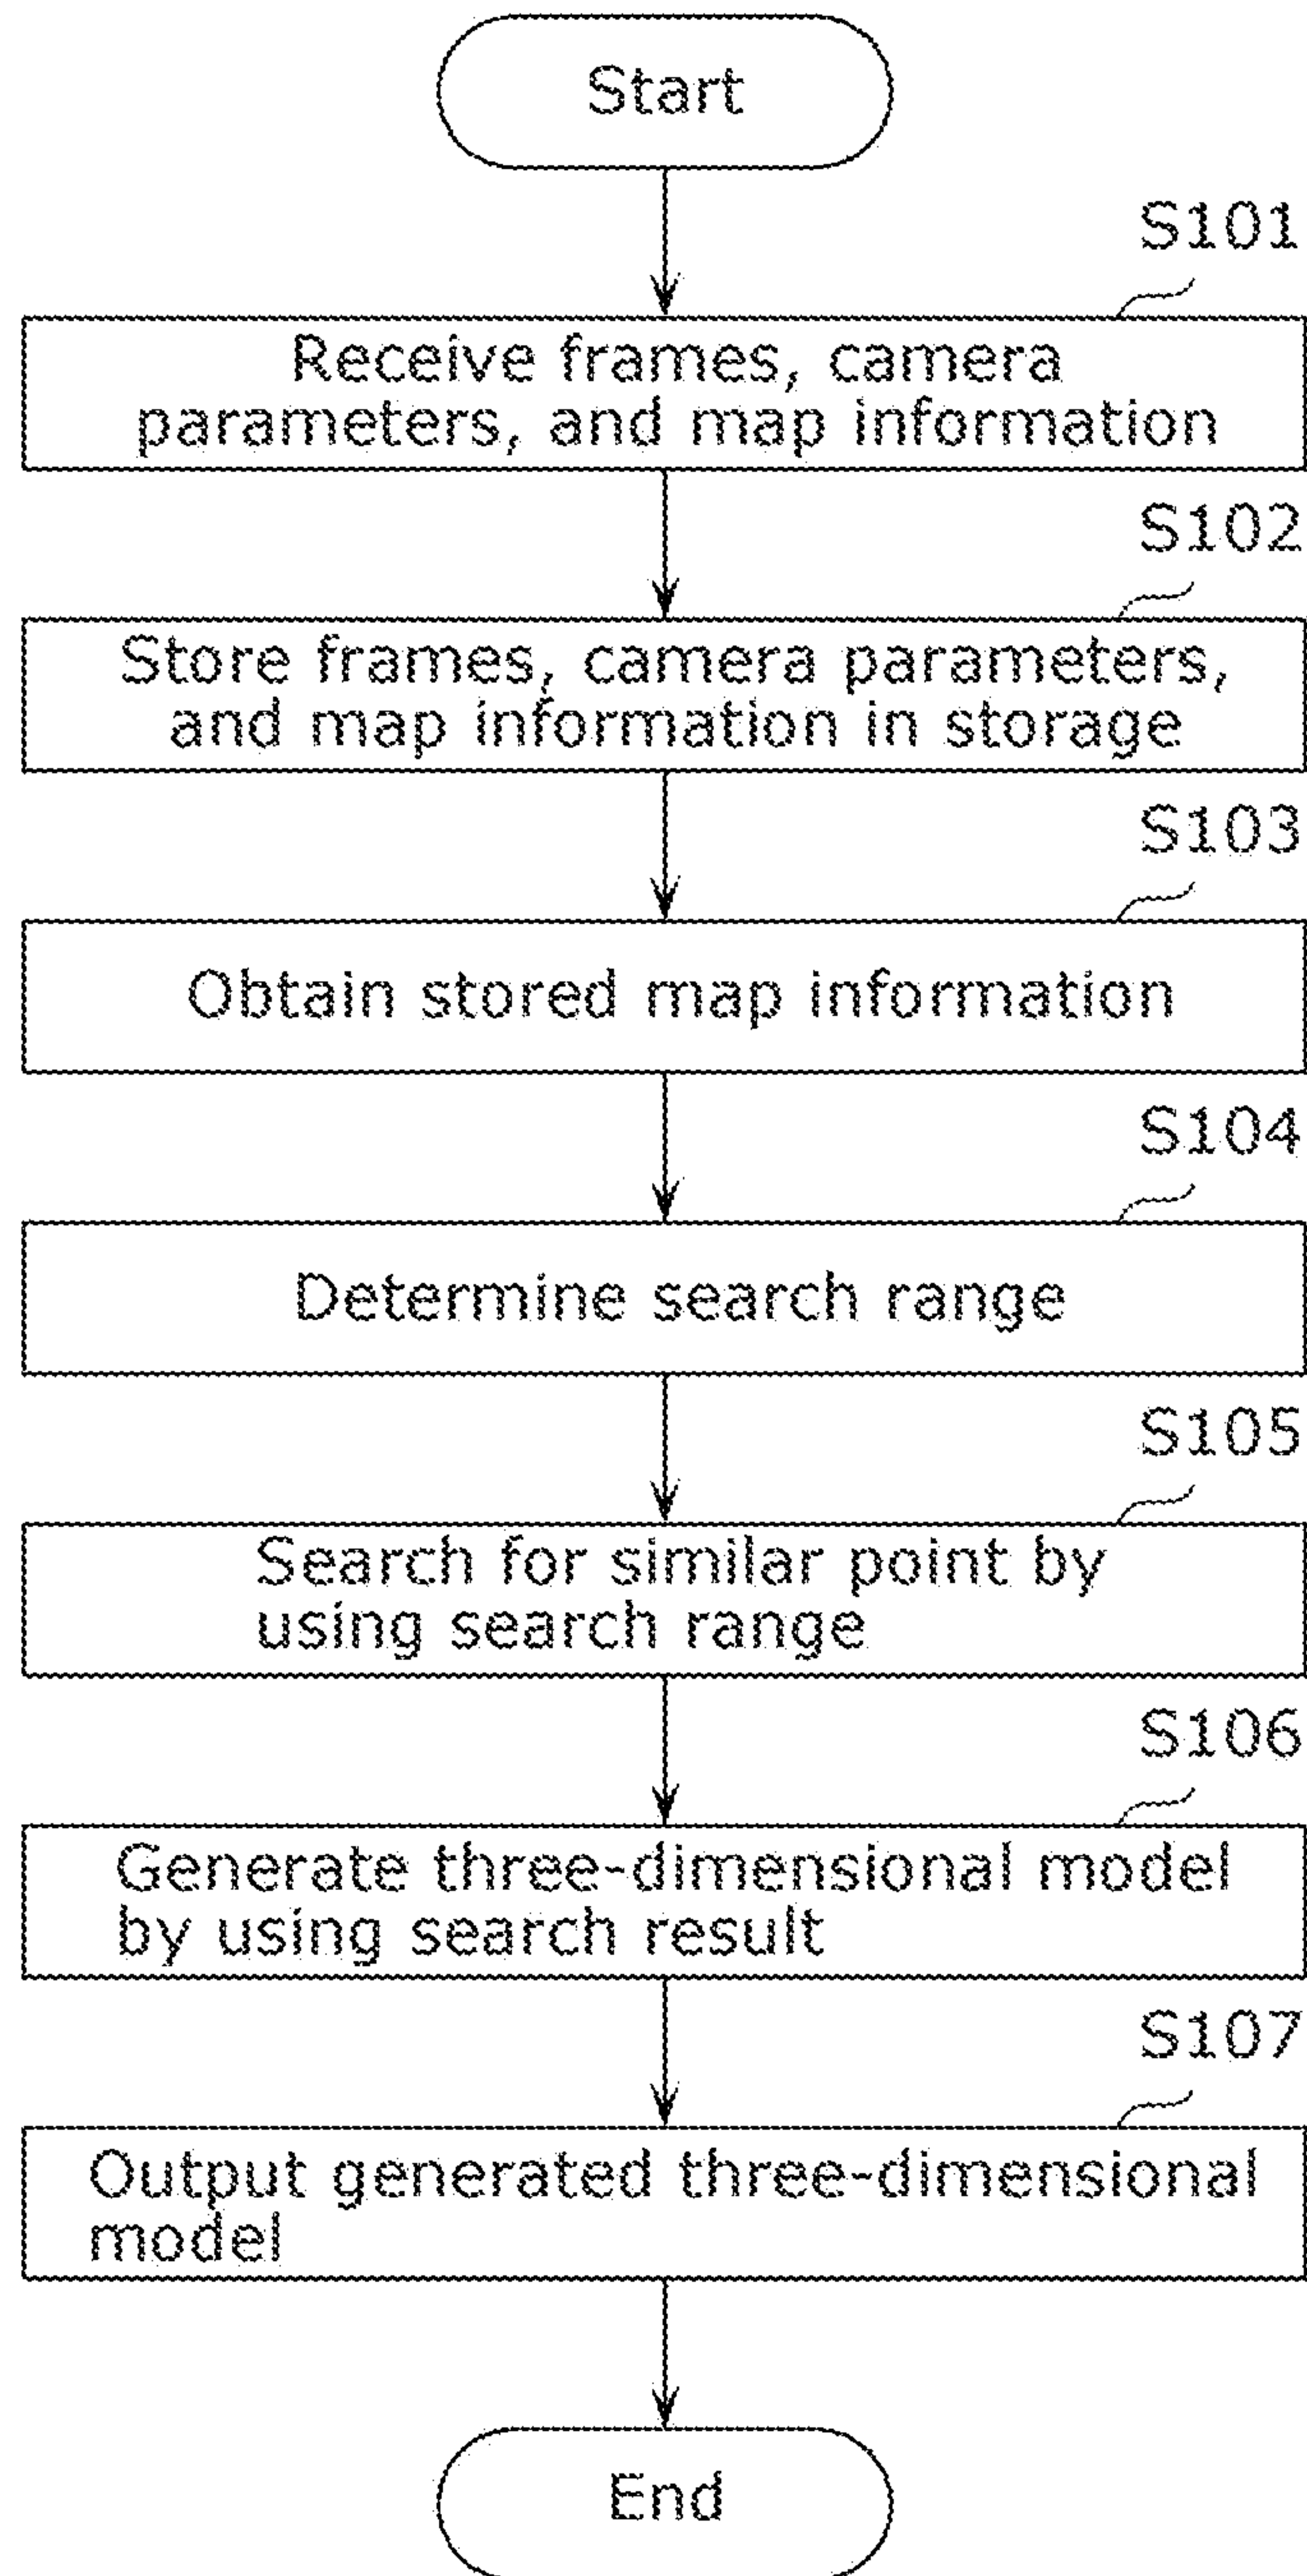 Start
S101
Receive frames, camera
parameters, and map information
S102
Store frames, camera parameters,
and map information in storage
S103
Obtain stored map information
S104
Determine search range
S105
Search for similar point by
using search range
S106
Generate three-dimensional model
by using search result
S107
Output generated three-dimensional
model
End